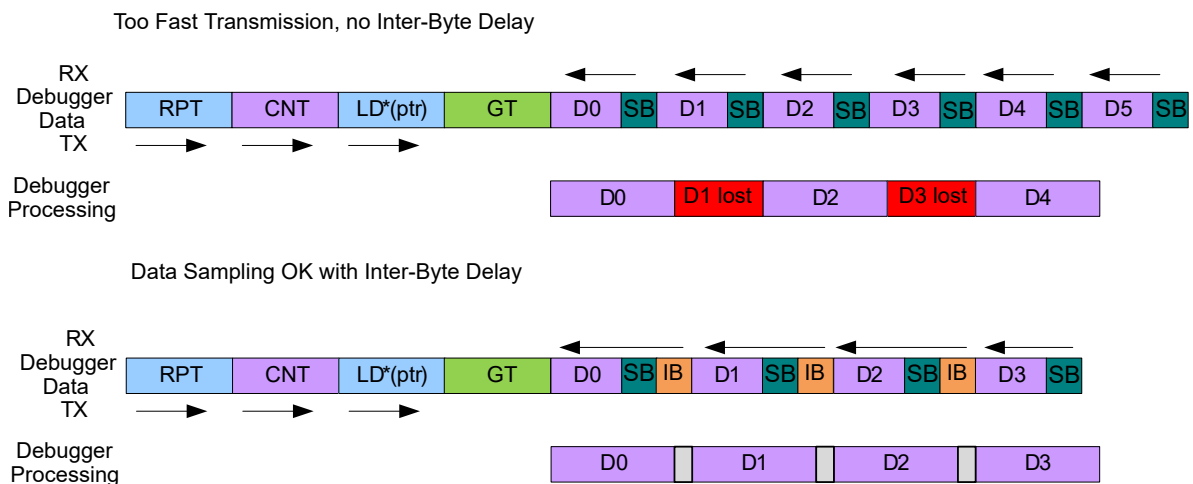 Too Fast Transmission, no Inter-Byte Delay
RX
Debugger
Data
TX
RPT CNT LD*(ptr) GT D0 SB D1 SB D2 SB D3 SB D4 SB D5 SB
Debugger
Processing
D0 D1 lost D2 D3 lost D4
Data Sampling OK with Inter-Byte Delay
RX
Debugger
Data
TX
RPT CNT LD*(ptr) GT D0 SB IB D1 SB IB D2 SB IB D3 SB
Debugger
Processing
D0 D1 D2 D3